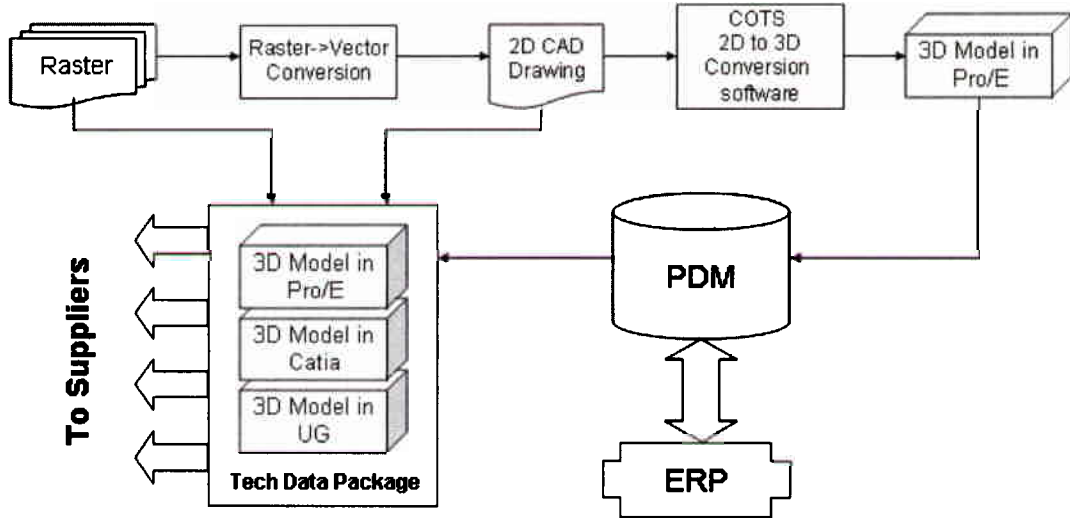 Raster
Raster->Vector
Conversion
2D CAD
Drawing
COTS
2D to 3D
Conversion
software
3D Model in
Pro/E
To Suppliers
3D Model in
Pro/E
3D Model in
Catia
3D Model in
UG
Tech Data Package
PDM
ERP